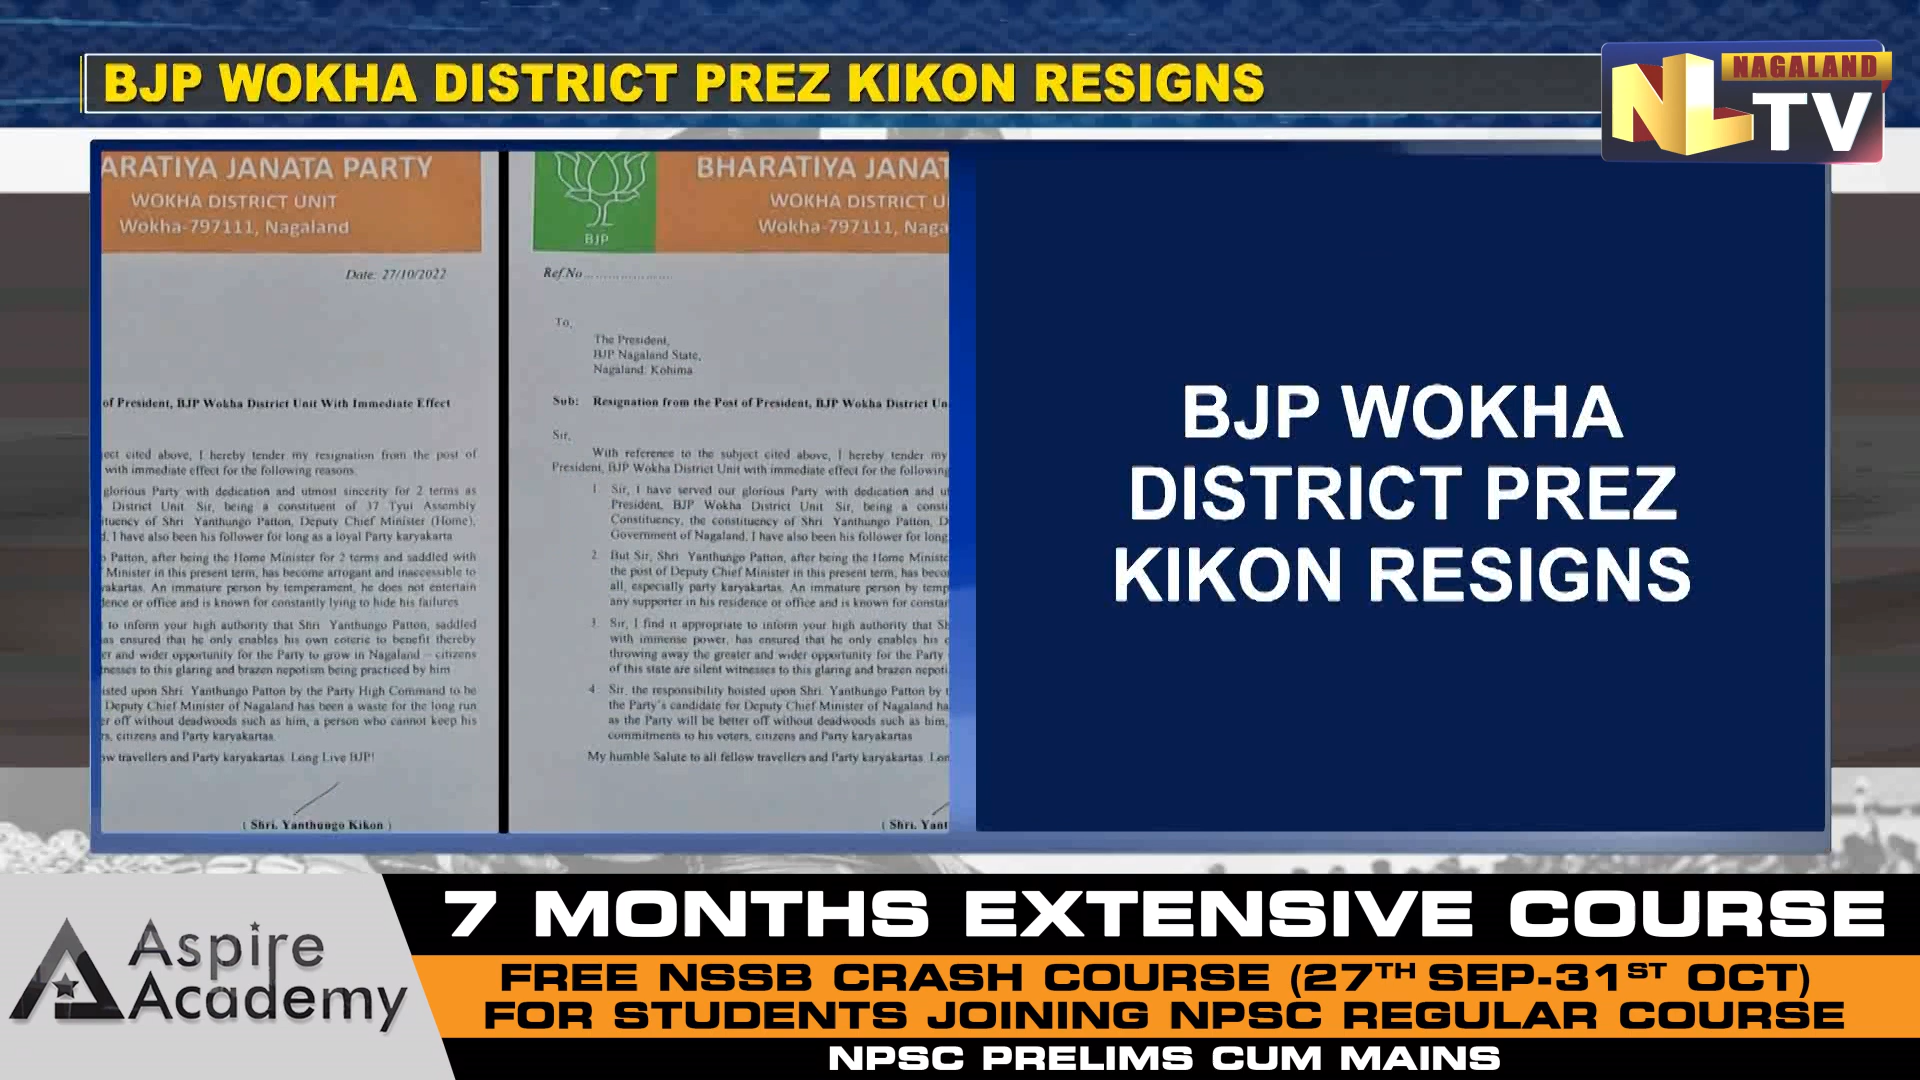 BJP WOKHA DISTRICT PREZ KIKON RESIGNS
NAGALAND
NL TV
ARATIYA JANATA PARTY
WOKHA DISTRICT UNIT
Wokha-797111, Nagaland
Date: 27/10/2022
of President, BJP Wokha District Unit With Immediate Effect
ect cited above, I hereby tender my resignation from the post of
with immediate effect for the following reasons.
glorious Party with dedication and utmost sincerity for 2 terms as
District Unit. Sir, being a constituent of 37 Tyui Assembly
ituency of Shri. Yanthungo Patton, Deputy Chief Minister (Home),
d, I have also been his follower for long as a loyal Party karyakarta
Patton, after being the Home Minister for 2 terms and saddled with
Minister in this present term, has become arrogant and inaccessible to
yakartas. An immature person by temperament, he does not entertain
dence or office and is known for constantly lying to hide his failures
to inform your high authority that Shri. Yanthungo Patton, saddled
as ensured that he only enables his own coterie to benefit thereby
er and wider opportunity for the Party to grow in Nagaland – citizens
nesses to this glaring and brazen nepotism being practiced by him
isted upon Shri. Yanthungo Patton by the Party High Command to be
Deputy Chief Minister of Nagaland has been a waste for the long run
er off without deadwoods such as him, a person who cannot keep his
rs, citizens and Party karyakartas.
ow travellers and Party karyakartas. Long Live BJP!
( Shri. Yanthungo Kikon )
BJP
BHARATIYA JANAT
WOKHA DISTRICT U
Wokha-797111, Naga
Ref.No......................
To,
The President,
BJP Nagaland State,
Nagaland: Kohima
Sub: Resignation from the Post of President, BJP Wokha District Un
Sir,
With reference to the subject cited above, I hereby tender my
President, BJP Wokha District Unit with immediate effect for the following
1. Sir, I have served our glorious Party with dedication and ut
President, BJP Wokha District Unit. Sir, being a consti
Constituency, the constituency of Shri. Yanthungo Patton, D
Government of Nagaland, I have also been his follower for long
2. But Sir, Shri. Yanthungo Patton, after being the Home Ministe
the post of Deputy Chief Minister in this present term, has beco
all, especially party karyakartas. An immature person by temp
any supporter in his residence or office and is known for constan
3. Sir, I find it appropriate to inform your high authority that Sh
with immense power, has ensured that he only enables his o
throwing away the greater and wider opportunity for the Party
of this state are silent witnesses to this glaring and brazen nepoti
4. Sir, the responsibility hoisted upon Shri. Yanthungo Patton by t
the Party's candidate for Deputy Chief Minister of Nagaland ha
as the Party will be better off without deadwoods such as him,
commitments to his voters, citizens and Party karyakartas
My humble Salute to all fellow travellers and Party karyakartas. Lon
( Shri. Yant
BJP WOKHA
DISTRICT PREZ
KIKON RESIGNS
Aspire
Academy
7 MONTHS EXTENSIVE COURSE
FREE NSSB CRASH COURSE (27TH SEP-31ST OCT)
FOR STUDENTS JOINING NPSC REGULAR COURSE
NPSC PRELIMS CUM MAINS